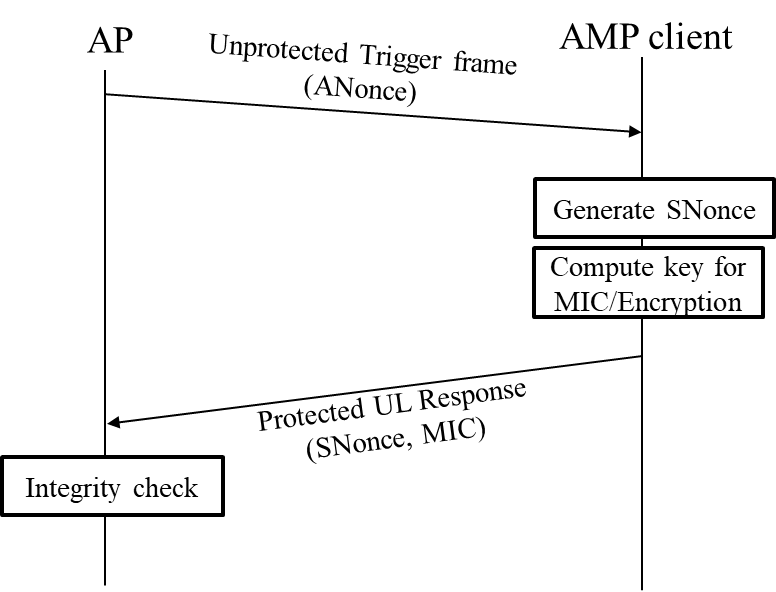 AP
AMP client
Unprotected Trigger frame
(ANonce)
Generate SNonce
Compute key for
MIC/Encryption
Protected UL Response
(SNonce, MIC)
Integrity check